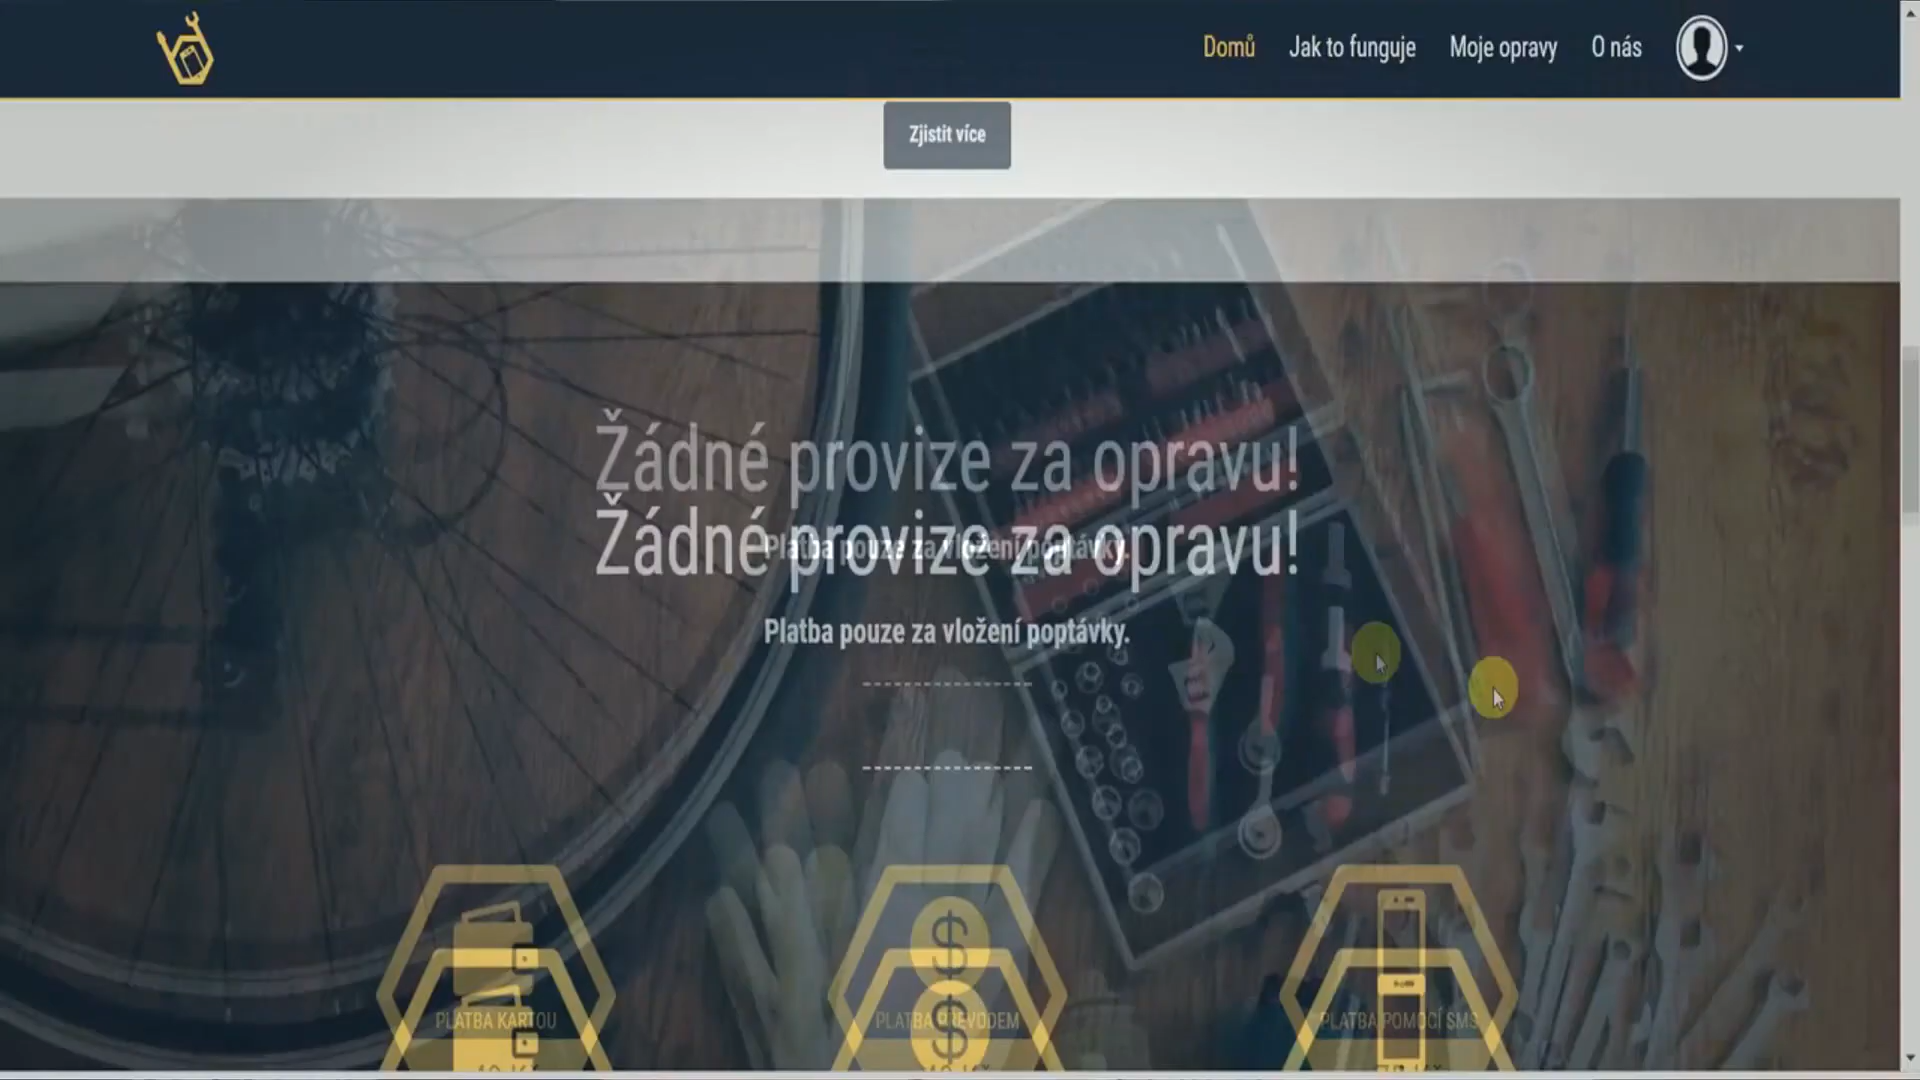 Domů Jak to funguje Moje opravy O nás
Zjistit více
Žádné provize za opravu!
Žádné provize za opravu!
Platba pouze za vložení poptávky.
Platba pouze za vložení poptávky.
PLATBA KARTOU PLATBA PŘEVODEM PLATBA POMOCÍ SMS